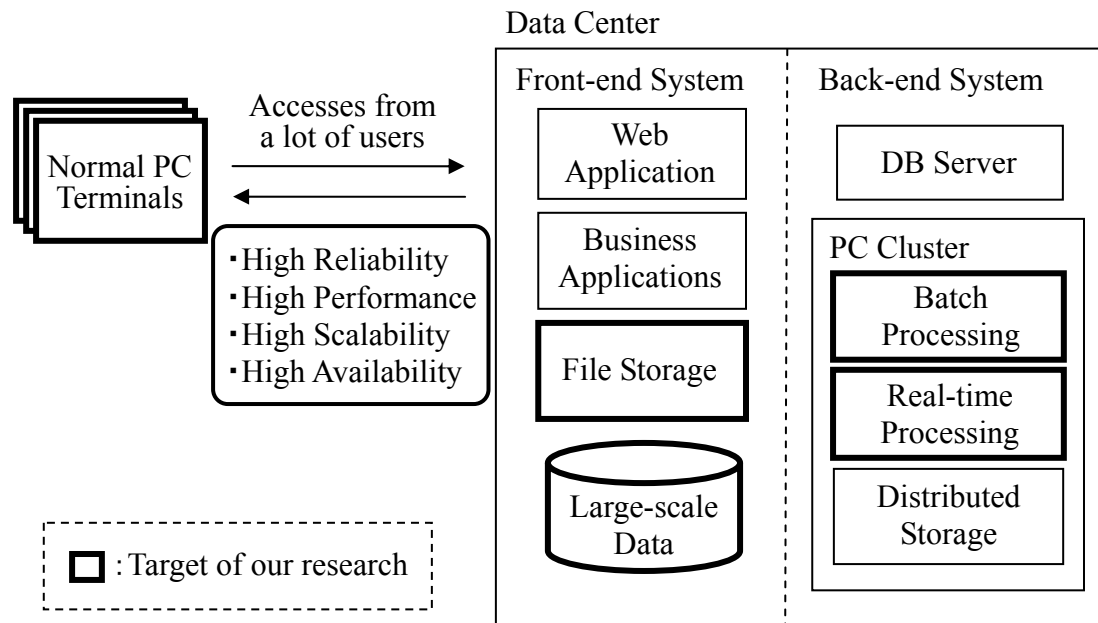 Data Center
Front-end System
Back-end System
Accesses from
a lot of users
Normal PC
Terminals
・High Reliability
・High Performance
・High Scalability
・High Availability
Web
Application
Business
Applications
File Storage
Large-scale
Data
DB Server
PC Cluster
Batch
Processing
Real-time
Processing
Distributed
Storage
: Target of our research